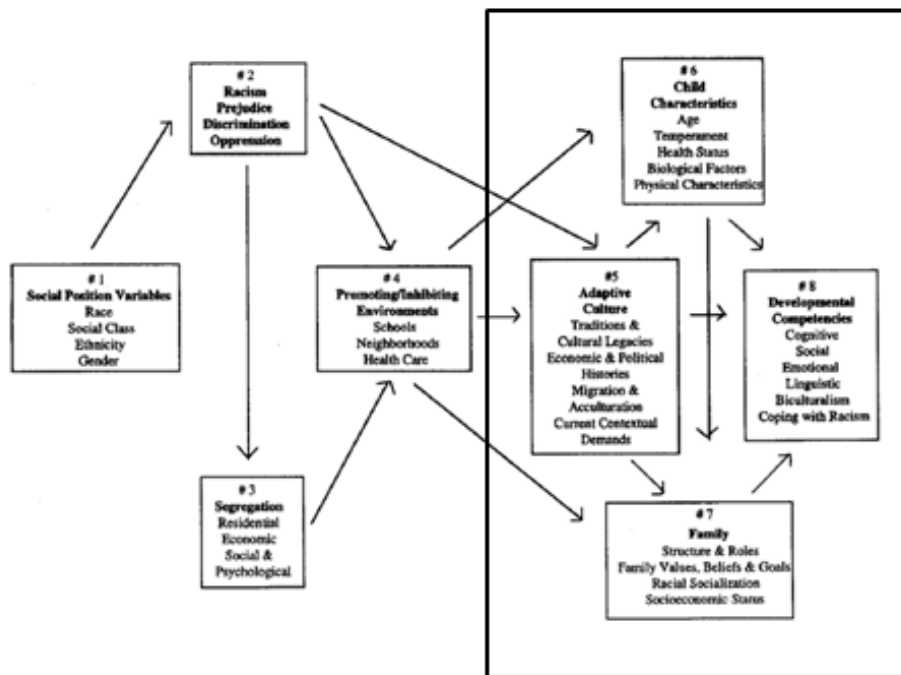 # 2
Racism
Prejudice
Discrimination
Oppression
# 6
Child
Characteristics
Age
Temperament
Health Status
Biological Factors
Physical Characteristics
# 1
Social Position Variables
Race
Social Class
Ethnicity
Gender
# 4
Promoting/Inhibiting
Environments
Schools
Neighborhoods
Health Care
#5
Adaptive
Culture
Traditions &
Cultural Legacies
Economic & Political
Histories
Migration &
Acculturation
Current Contextual
Demands
# 8
Developmental
Competencies
Cognitive
Social
Emotional
Linguistic
Biculturalism
Coping with Racism
# 3
Segregation
Residential
Economic
Social &
Psychological
# 7
Family
Structure & Roles
Family Values, Beliefs & Goals
Racial Socialization
Socioeconomic Status